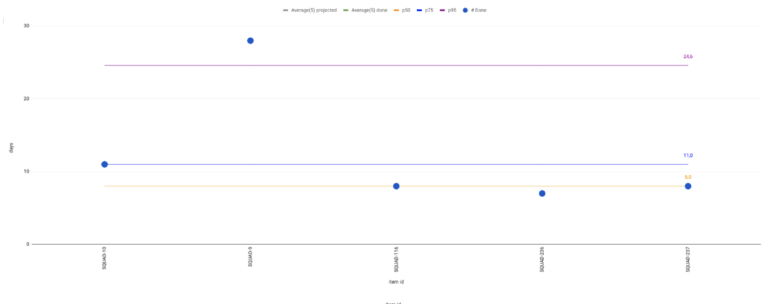 Average(5) projected Average(5) done p50 p75 p95 # Done
30
24,6
20
days
11,0
10
8,0
0
SQUAD-10
SQUAD-9
SQUAD-116
SQUAD-236
SQUAD-237
item id